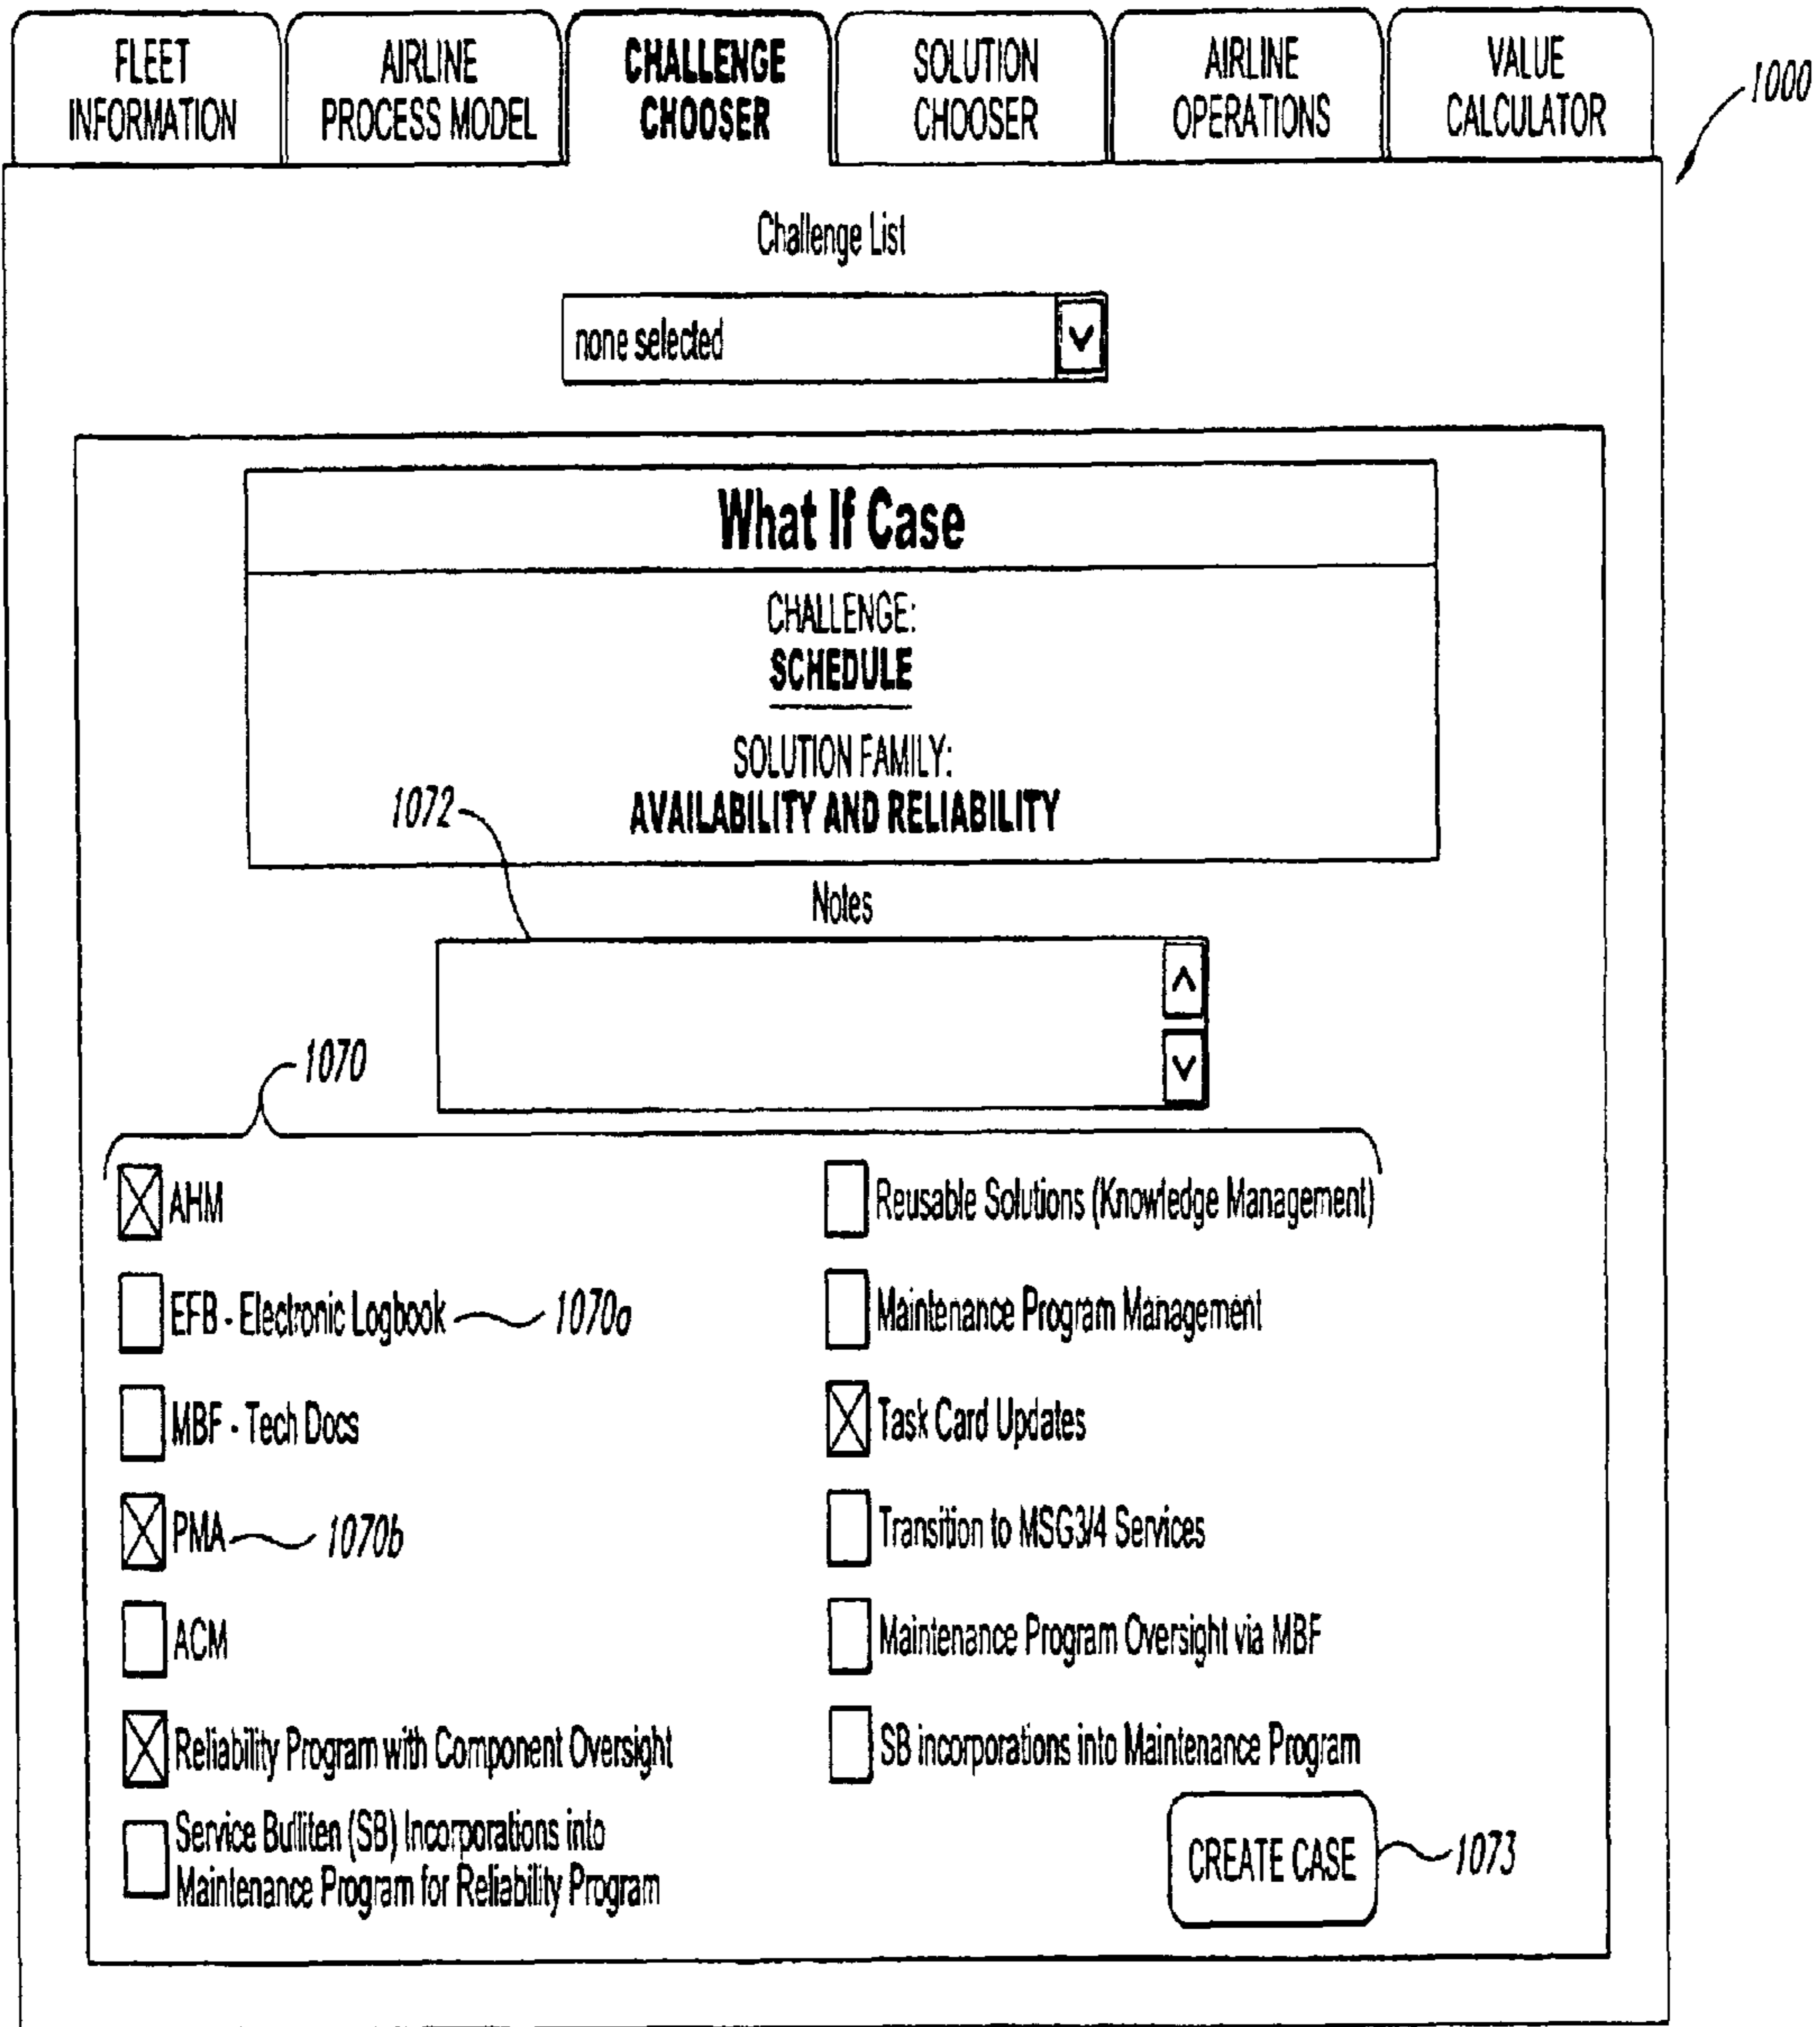 FLEET
INFORMATION
AIRLINE
PROCESS MODEL
CHALLENGE
CHOOSER
SOLUTION
CHOOSER
AIRLINE
OPERATIONS
VALUE
CALCULATOR
1000
Challenge List
none selected
What If Case
CHALLENGE:
SCHEDULE
SOLUTION FAMILY:
AVAILABILITY AND RELIABILITY
1072
Notes
1070
AHM
EFB - Electronic Logbook 1070a
MBF - Tech Docs
PMA 1070b
ACM
Reliability Program with Component Oversight
Service Bulliten (SB) Incorporations into
Maintenance Program for Reliability Program
Reusable Solutions (Knowledge Management)
Maintenance Program Management
Task Card Updates
Transition to MSG3/4 Services
Maintenance Program Oversight via MBF
SB incorporations into Maintenance Program
CREATE CASE 1073